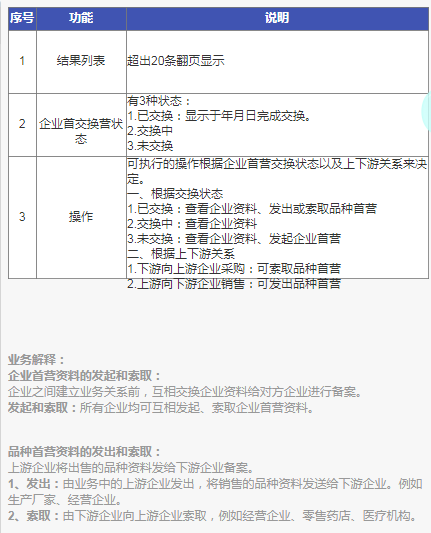 序号 功能 说明
1 结果列表 超出20条翻页显示
有3种状态：
1.已交换：显示于年月日完成交换。
2 企业首交换营状 2.交换中
态 3.未交换
可执行的操作根据企业首营交换状态以及上下游关系来决
定。
一、根据交换状态
1.已交换：查看企业资料、发出或索取品种首营
3 操作 2.交换中：查看企业资料
3.未交换：查看企业资料、发起企业首营
二、根据上下游关系
1.下游向上游企业采购：可索取品种首营
2.上游向下游企业销售：可发出品种首营
业务解释：
企业首营资料的发起和索取：
企业之间建立业务关系前，互相交换企业资料给对方企业进行备案。
发起和索取：所有企业均可互相发起、索取企业首营资料。
品种首营资料的发出和索取：
上游企业将出售的品种资料发给下游企业备案。
1、发出：由业务中的上游企业发出，将销售的品种资料发送给下游企业。例如
生产厂家、经营企业。
2、索取：由下游企业向上游企业索取，例如经营企业、零售药店、医疗机构。